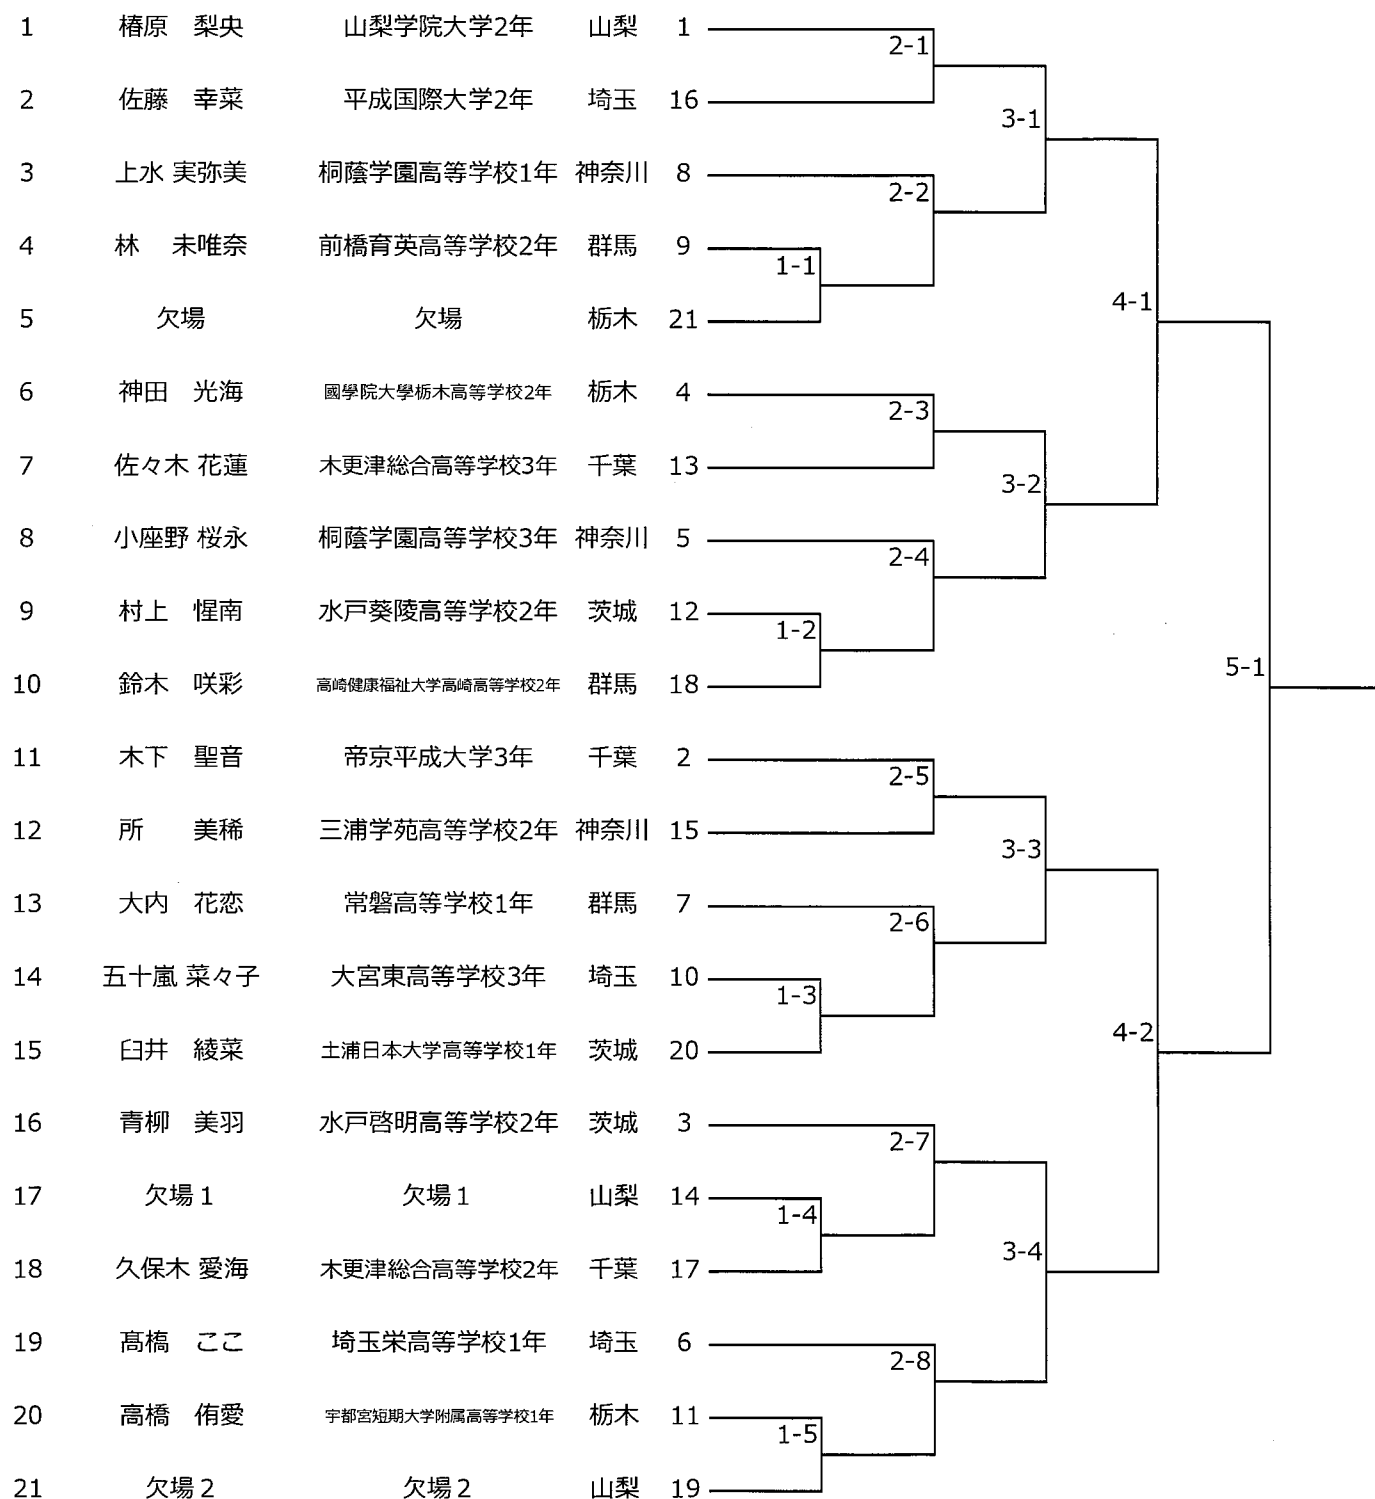 1 椿原 梨央 山梨学院大学2年 山梨 1
2-1
2 佐藤 幸菜 平成国際大学2年 埼玉 16
3-1
3 上水 実弥美 桐蔭学園高等学校1年 神奈川 8
2-2
4 林 未唯奈 前橋育英高等学校2年 群馬 9
1-1
4-1
5 欠場 欠場 栃木 21
6 神田 光海 國學院大學栃木高等学校2年 栃木 4
2-3
7 佐々木 花蓮 木更津総合高等学校3年 千葉 13
3-2
8 小座野 桜永 桐蔭学園高等学校3年 神奈川 5
2-4
9 村上 惺南 水戸葵陵高等学校2年 茨城 12
1-2
5-1
10 鈴木 咲彩 高崎健康福祉大学高崎高等学校2年 群馬 18
11 木下 聖音 帝京平成大学3年 千葉 2
2-5
12 所 美稀 三浦学苑高等学校2年 神奈川 15
3-3
13 大内 花恋 常磐高等学校1年 群馬 7
2-6
14 五十嵐 菜々子 大宮東高等学校3年 埼玉 10
1-3
4-2
15 臼井 綾菜 土浦日本大学高等学校1年 茨城 20
16 青柳 美羽 水戸啓明高等学校2年 茨城 3
2-7
17 欠場1 欠場1 山梨 14
1-4
3-4
18 久保木 愛海 木更津総合高等学校2年 千葉 17
19 髙橋 ここ 埼玉栄高等学校1年 埼玉 6
2-8
20 高橋 侑愛 宇都宮短期大学附属高等学校1年 栃木 11
1-5
21 欠場2 欠場2 山梨 19